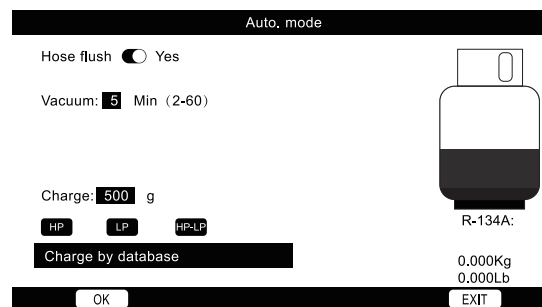 Auto. mode
Hose flush Yes
Vacuum: 5 Min (2-60)
Charge: 500 g
HP LP HP-LP
Charge by database
R-134A:
0.000Kg
0.000Lb
OK EXIT